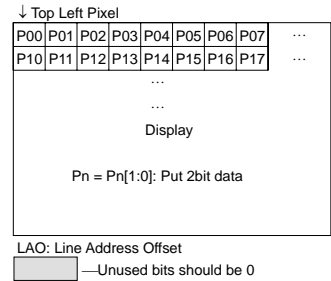 ↓ Top Left Pixel
P00 P01 P02 P03 P04 P05 P06 P07 …
P10 P11 P12 P13 P14 P15 P16 P17 …
…
…
Display
Pn = Pn[1:0]: Put 2bit data
LAO: Line Address Offset
—Unused bits should be 0